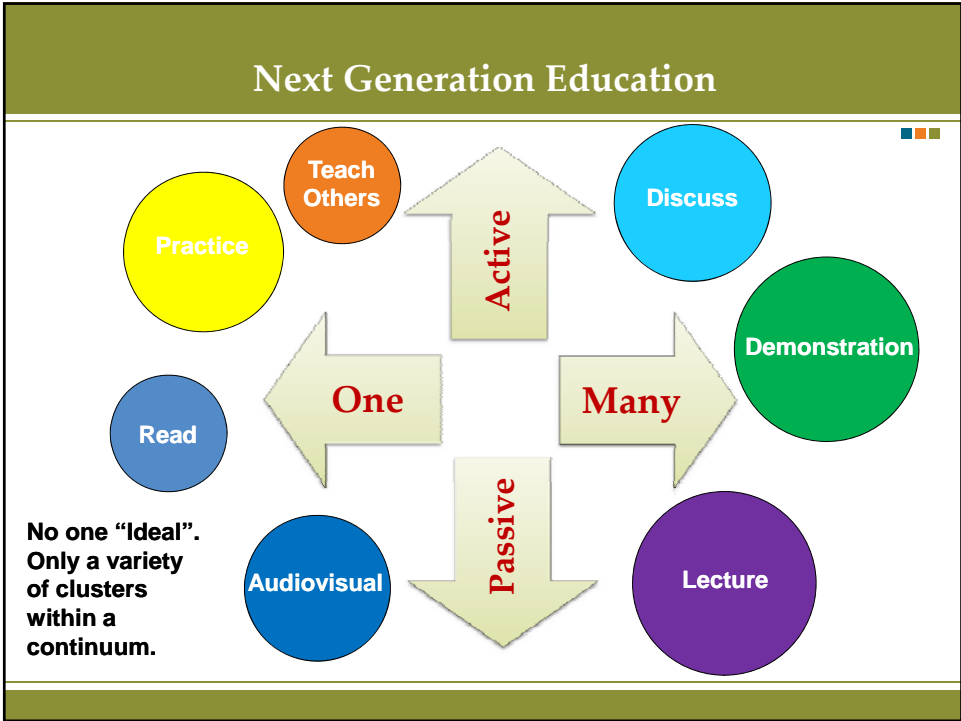 Next Generation Education
Teach
Others
Discuss
Practice
Active
Demonstration
One
Many
Read
Passive
No one “Ideal”.
Only a variety
of clusters
within a
continuum.
Audiovisual
Lecture